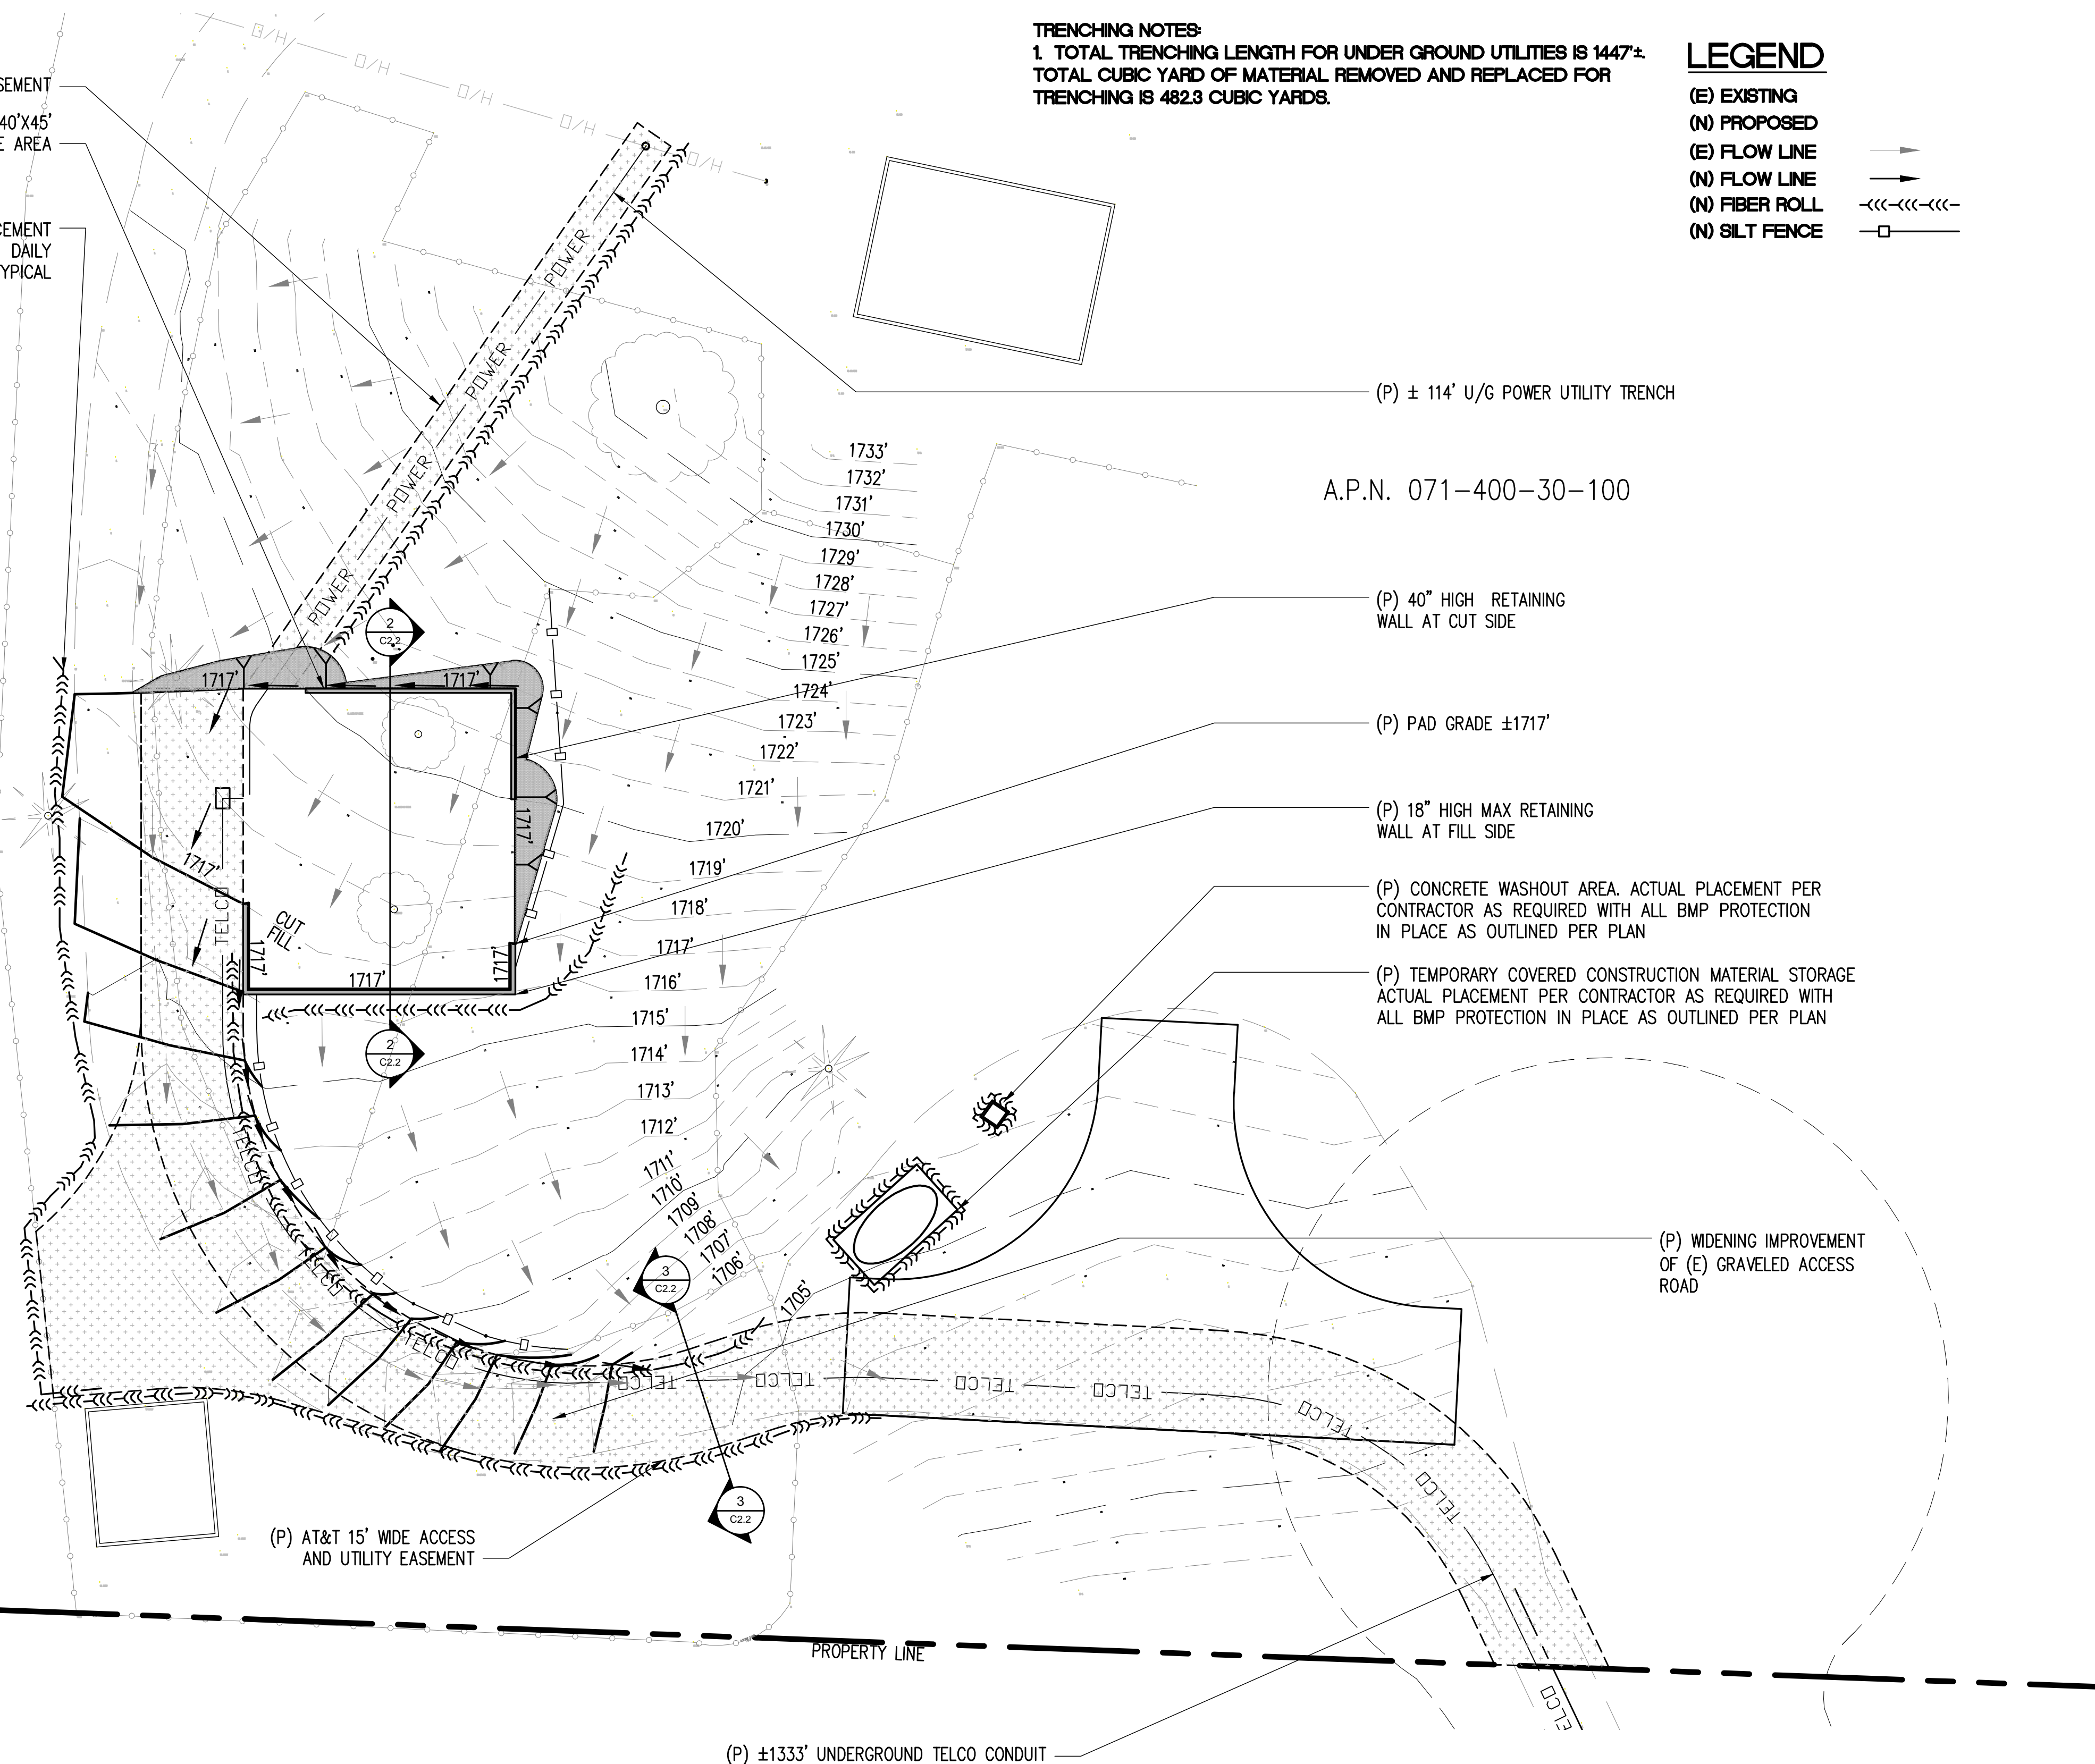 TRENCHING NOTES:
1. TOTAL TRENCHING LENGTH FOR UNDER GROUND UTILITIES IS 1447'±.
TOTAL CUBIC YARD OF MATERIAL REMOVED AND REPLACED FOR
TRENCHING IS 482.3 CUBIC YARDS.
LEGEND
(E) EXISTING
(N) PROPOSED
(E) FLOW LINE
(N) FLOW LINE
(N) FIBER ROLL
(N) SILT FENCE
O/H
O/H
O/H
O/H
O/H
SEMENT
40'X45'
E AREA
CEMENT
DAILY
YPICAL
POWER
POWER
POWER
POWER
(P) ± 114' U/G POWER UTILITY TRENCH
A.P.N. 071-400-30-100
(P) 40" HIGH RETAINING
WALL AT CUT SIDE
(P) PAD GRADE ±1717'
(P) 18" HIGH MAX RETAINING
WALL AT FILL SIDE
(P) CONCRETE WASHOUT AREA. ACTUAL PLACEMENT PER
CONTRACTOR AS REQUIRED WITH ALL BMP PROTECTION
IN PLACE AS OUTLINED PER PLAN
(P) TEMPORARY COVERED CONSTRUCTION MATERIAL STORAGE
ACTUAL PLACEMENT PER CONTRACTOR AS REQUIRED WITH
ALL BMP PROTECTION IN PLACE AS OUTLINED PER PLAN
(P) WIDENING IMPROVEMENT
OF (E) GRAVELED ACCESS
ROAD
1733'
1732'
1731'
1730'
1729'
1728'
1727'
1726'
1725'
1724'
1723'
1722'
1721'
1720'
1719'
1718'
1717'
1716'
1715'
1714'
1713'
1712'
1711'
1710'
1709'
1708'
1707'
1706'
1705'
2
C2.2
1717'
1717'
1717'
1717'
TELCO
CUT
FILL
1717'
1717'
1717'
2
C2.2
3
C2.2
3
C2.2
TELCO
TELCO
TELCO
TELCO
TELCO
TELCO
TELCO
TELCO
TELCO
TELCO
(P) AT&T 15' WIDE ACCESS
AND UTILITY EASEMENT
PROPERTY LINE
(P) ±1333' UNDERGROUND TELCO CONDUIT